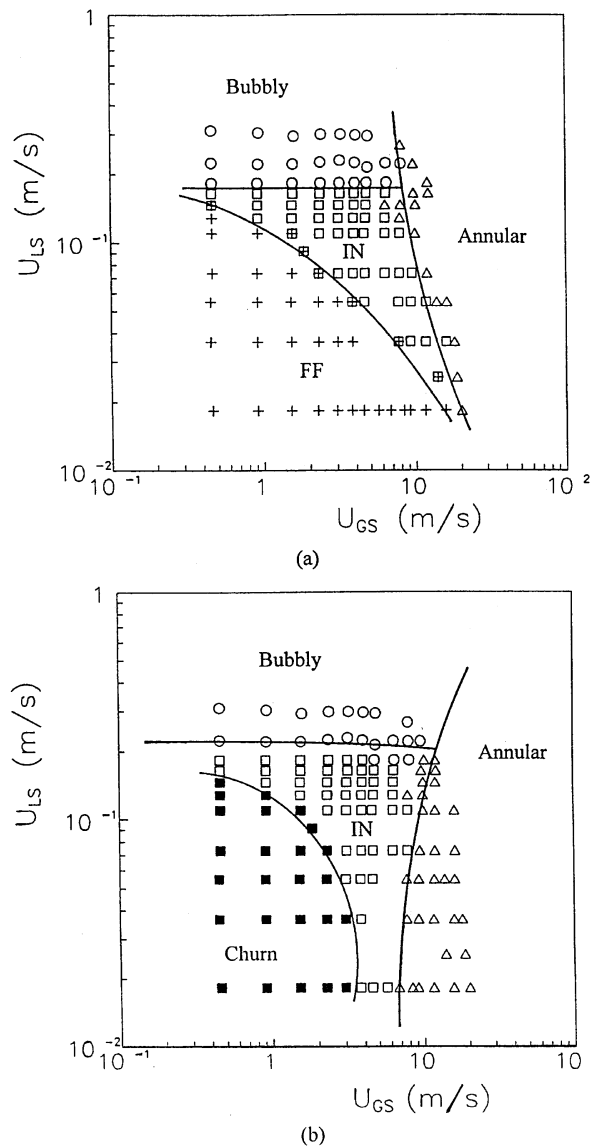 1
Bubbly
U_LS (m/s)
10^-1
IN
Annular
FF
10^-2
10^-1
1
10
10^2
U_GS (m/s)
(a)
1
Bubbly
Annular
U_LS (m/s)
10^-1
IN
Churn
10^-2
10^-1
1
10
10
U_GS (m/s)
(b)